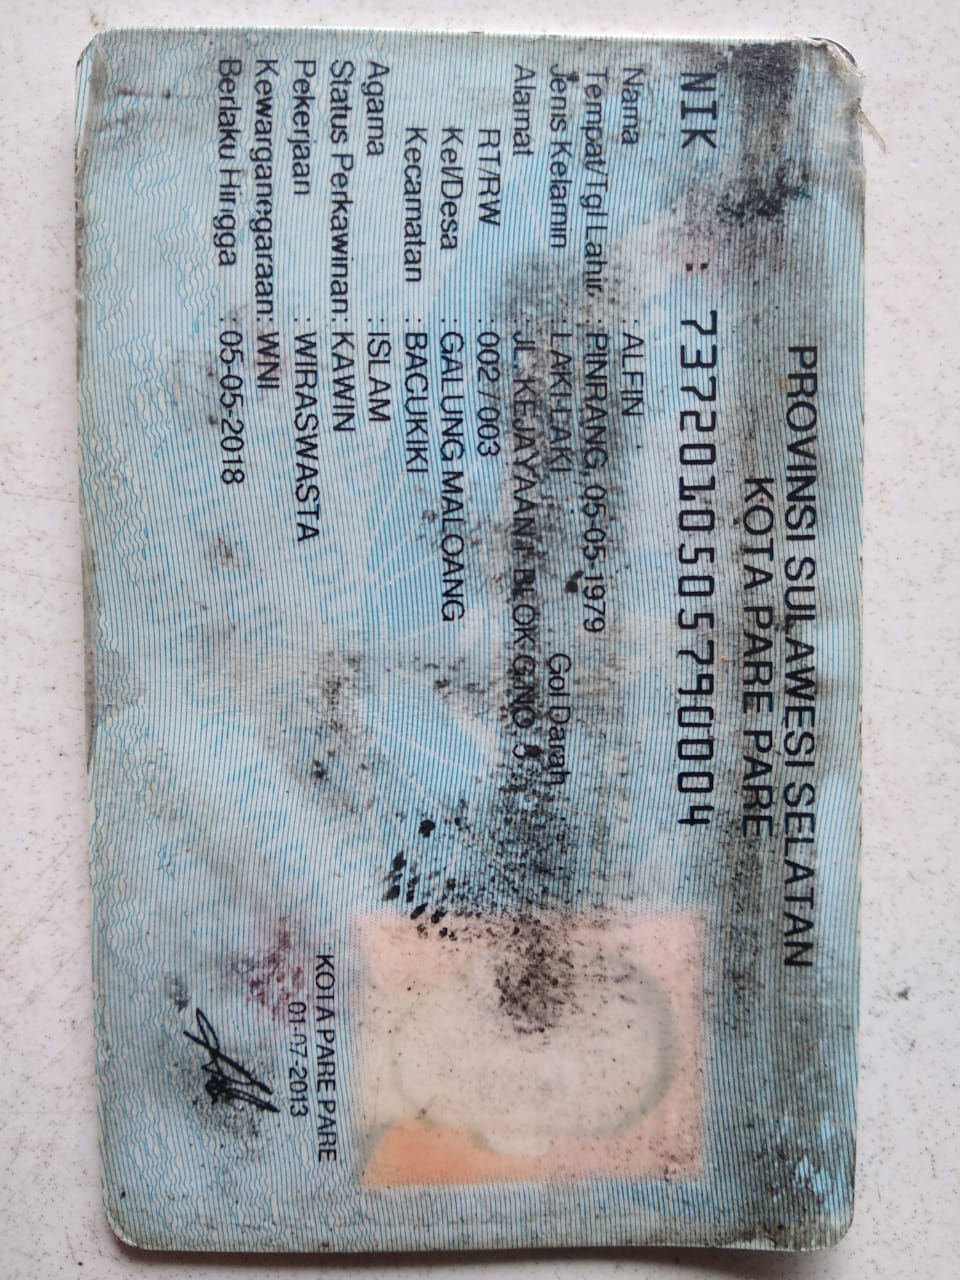 PROVINSI SULAWESI SELATAN
KOTA PARE PARE
NIK : 7372010505790004
Nama : ALFIN
Tempat/Tgl Lahir : PINRANG, 05-05-1979
Jenis Kelamin : LAKI-LAKI Gol Darah
Alamat JL. KEJAYAAN BLOK G NO. 5
RT/RW : 002/003
Kel/Desa : GALUNG MALOANG
Kecamatan : BACUKIKI
Agama : ISLAM
Status Perkawinan: KAWIN
Pekerjaan : WIRASWASTA
Kewarganegaraan: WNI
Berlaku Hingga : 05-05-2018
KOTA PARE PARE
01-07-2013